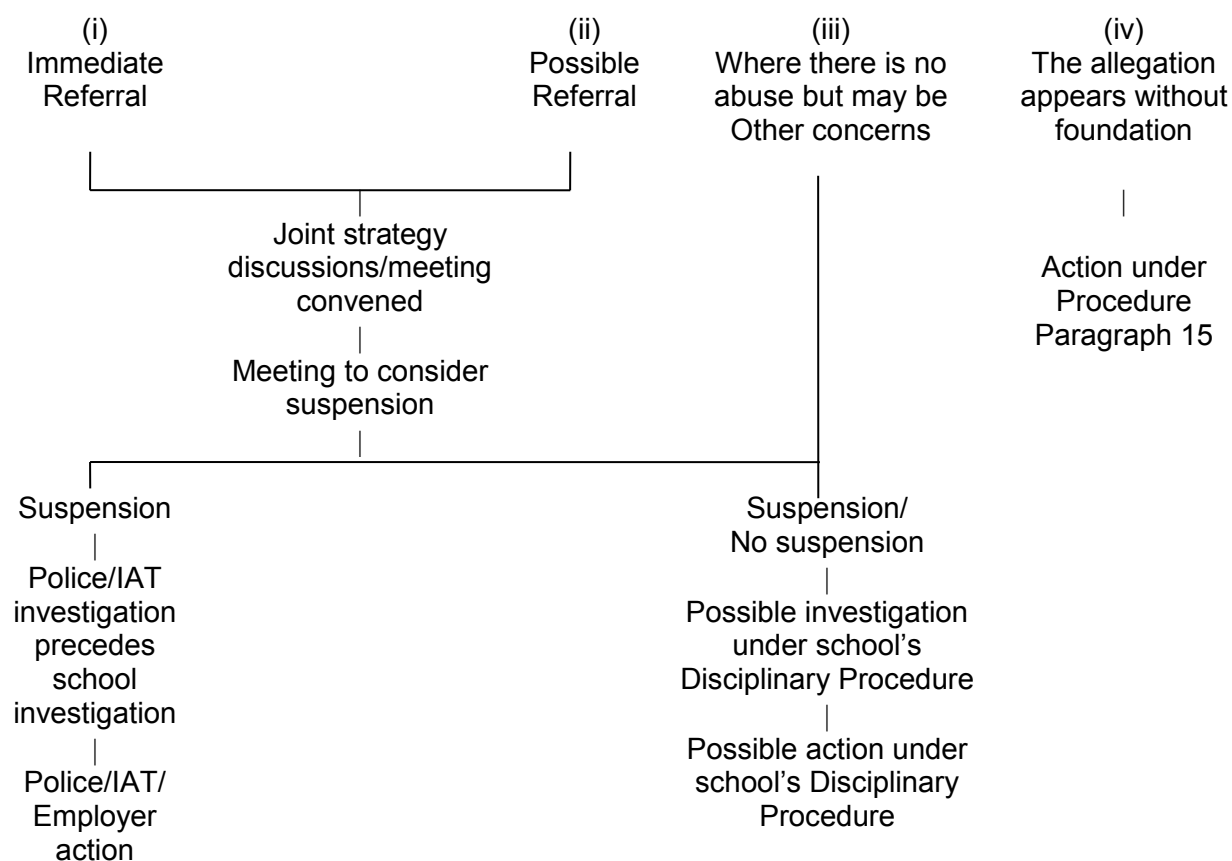 (i)
Immediate
Referral
(ii)
Possible
Referral
(iii)
Where there is no
abuse but may be
Other concerns
(iv)
The allegation
appears without
foundation
Joint strategy
discussions/meeting
convened
Action under
Procedure
Paragraph 15
Meeting to consider
suspension
Suspension
Police/IAT
investigation
precedes
school
investigation
Police/IAT/
Employer
action
Suspension/
No suspension
Possible investigation
under school’s
Disciplinary Procedure
Possible action under
school’s Disciplinary
Procedure